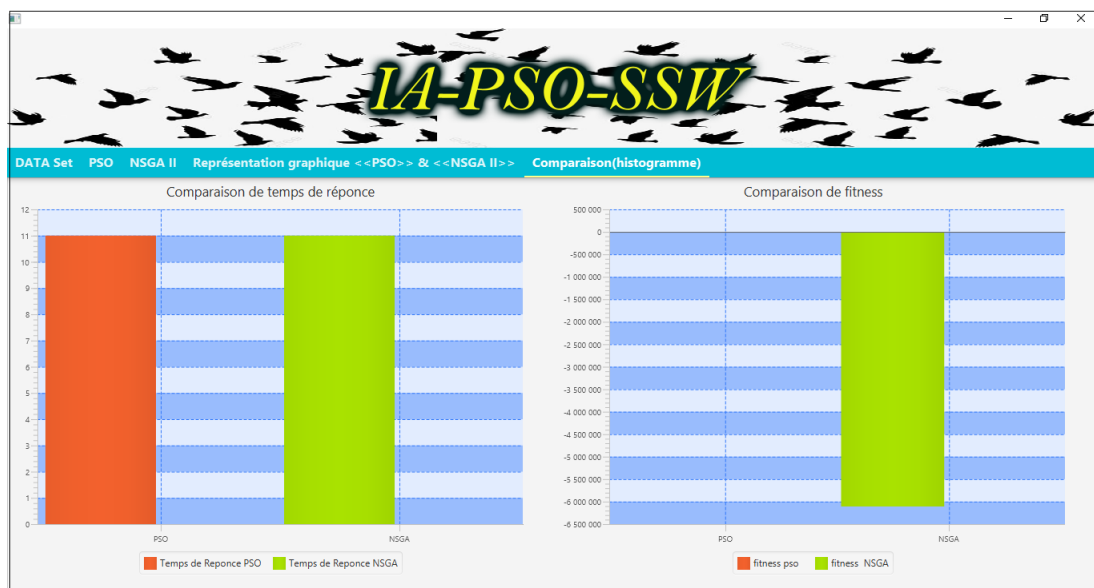 IA-PSO-SSW
DATA Set PSO NSGA II Représentation graphique <<PSO>> & <<NSGA II>> Comparaison(histogramme)
Comparaison de temps de réponce
12
11
10
9
8
7
6
5
4
3
2
1
0
PSO NSGA
Temps de Reponce PSO Temps de Reponce NSGA
Comparaison de fitness
500 000
0
-500 000
-1 000 000
-1 500 000
-2 000 000
-2 500 000
-3 000 000
-3 500 000
-4 000 000
-4 500 000
-5 000 000
-5 500 000
-6 000 000
-6 500 000
PSO NSGA
fitness pso fitness NSGA